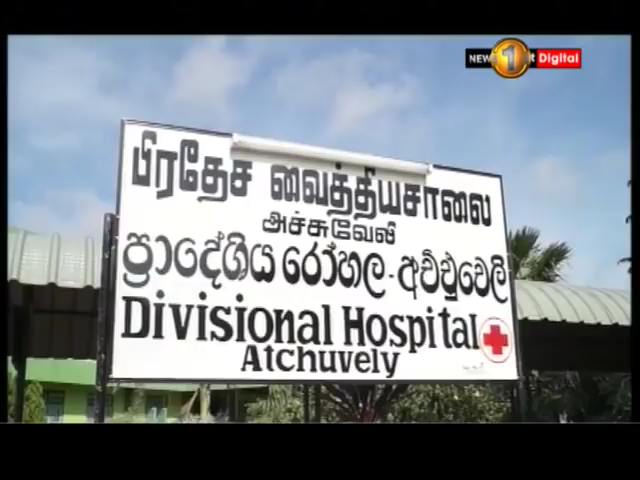 NEWS 1st Digital
பிரதேச வைத்தியசாலை
அச்சுவேலி
ප්‍රාදේශිය රෝහල - අච්චුවෙලි
Divisional Hospital
Atchuvely